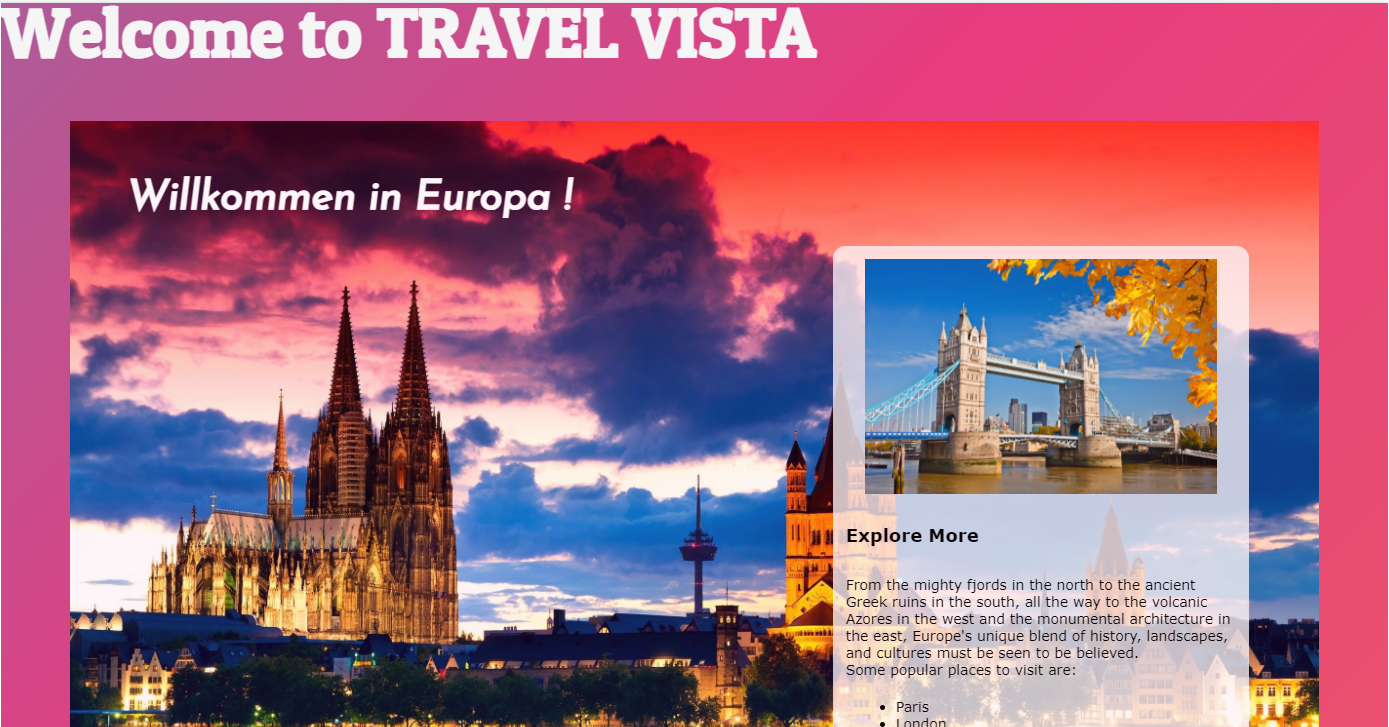 Welcome to TRAVEL VISTA
Willkommen in Europa !
Explore More
From the mighty fjords in the north to the ancient
Greek ruins in the south, all the way to the volcanic
Azores in the west and the monumental architecture in
the east, Europe's unique blend of history, landscapes,
and cultures must be seen to be believed.
Some popular places to visit are:
• Paris
• London